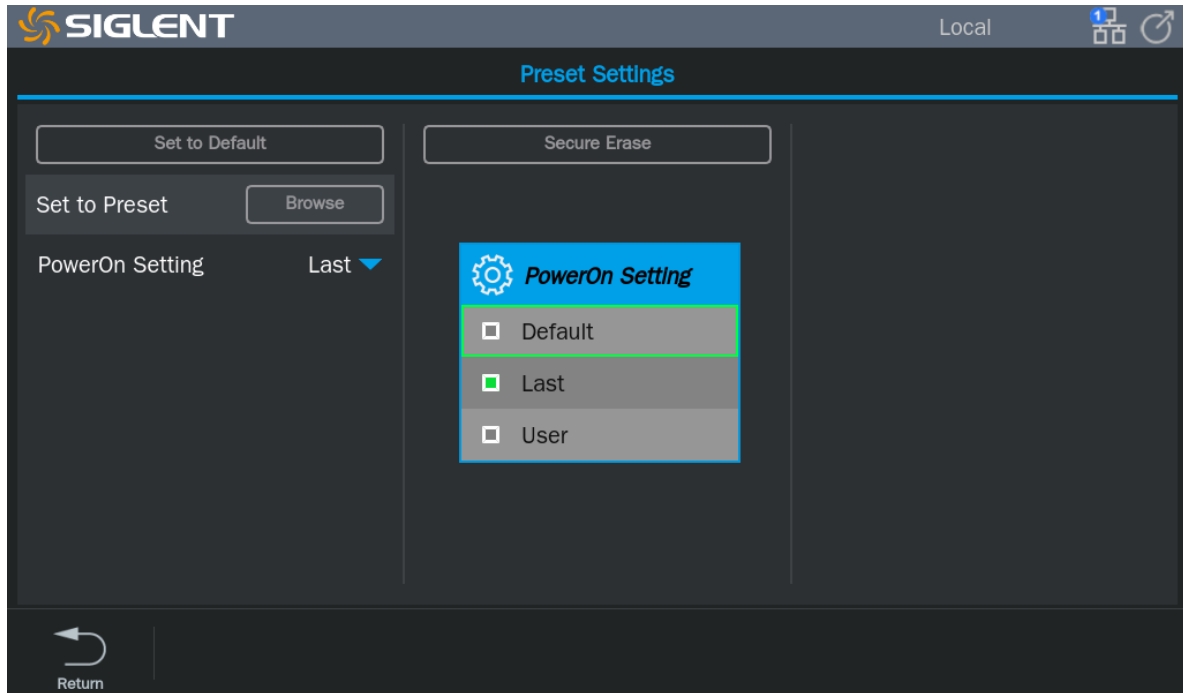 SIGLENT
Local
1
Preset Settings
Set to Default
Secure Erase
Set to Preset
Browse
PowerOn Setting
Last
PowerOn Setting
Default
Last
User
Return